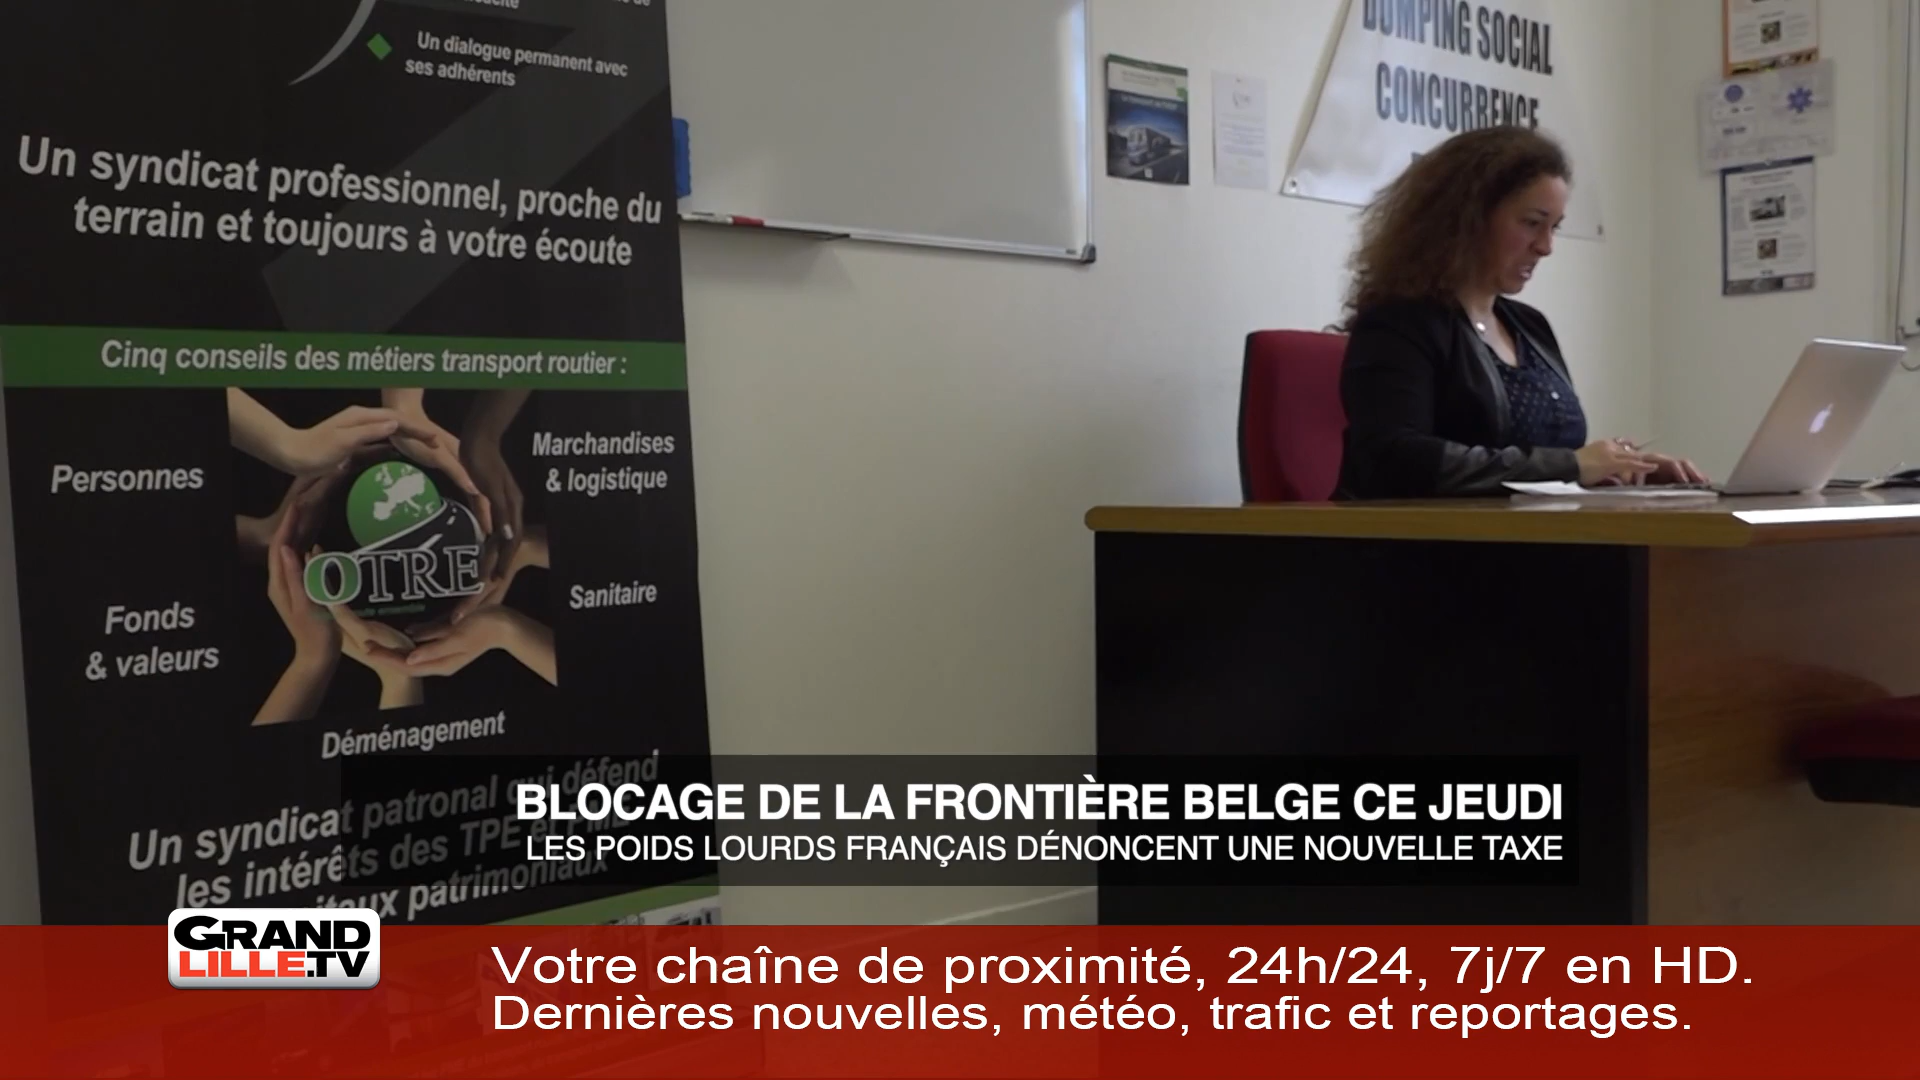 Un dialogue permanent avec
ses adhérents
Un syndicat professionnel, proche du
terrain et toujours à votre écoute
Cinq conseils des métiers transport routier :
Personnes
Marchandises
& logistique
OTRE
Fonds
& valeurs
Sanitaire
Déménagement
Un syndicat patronal qui défend
les intérêts des TPE et PME
patrimoniaux
DUMPING SOCIAL
CONCURRENCE
BLOCAGE DE LA FRONTIÈRE BELGE CE JEUDI
LES POIDS LOURDS FRANÇAIS DÉNONCENT UNE NOUVELLE TAXE
GRAND
LILLE.TV
Votre chaîne de proximité, 24h/24, 7j/7 en HD.
Dernières nouvelles, météo, trafic et reportages.